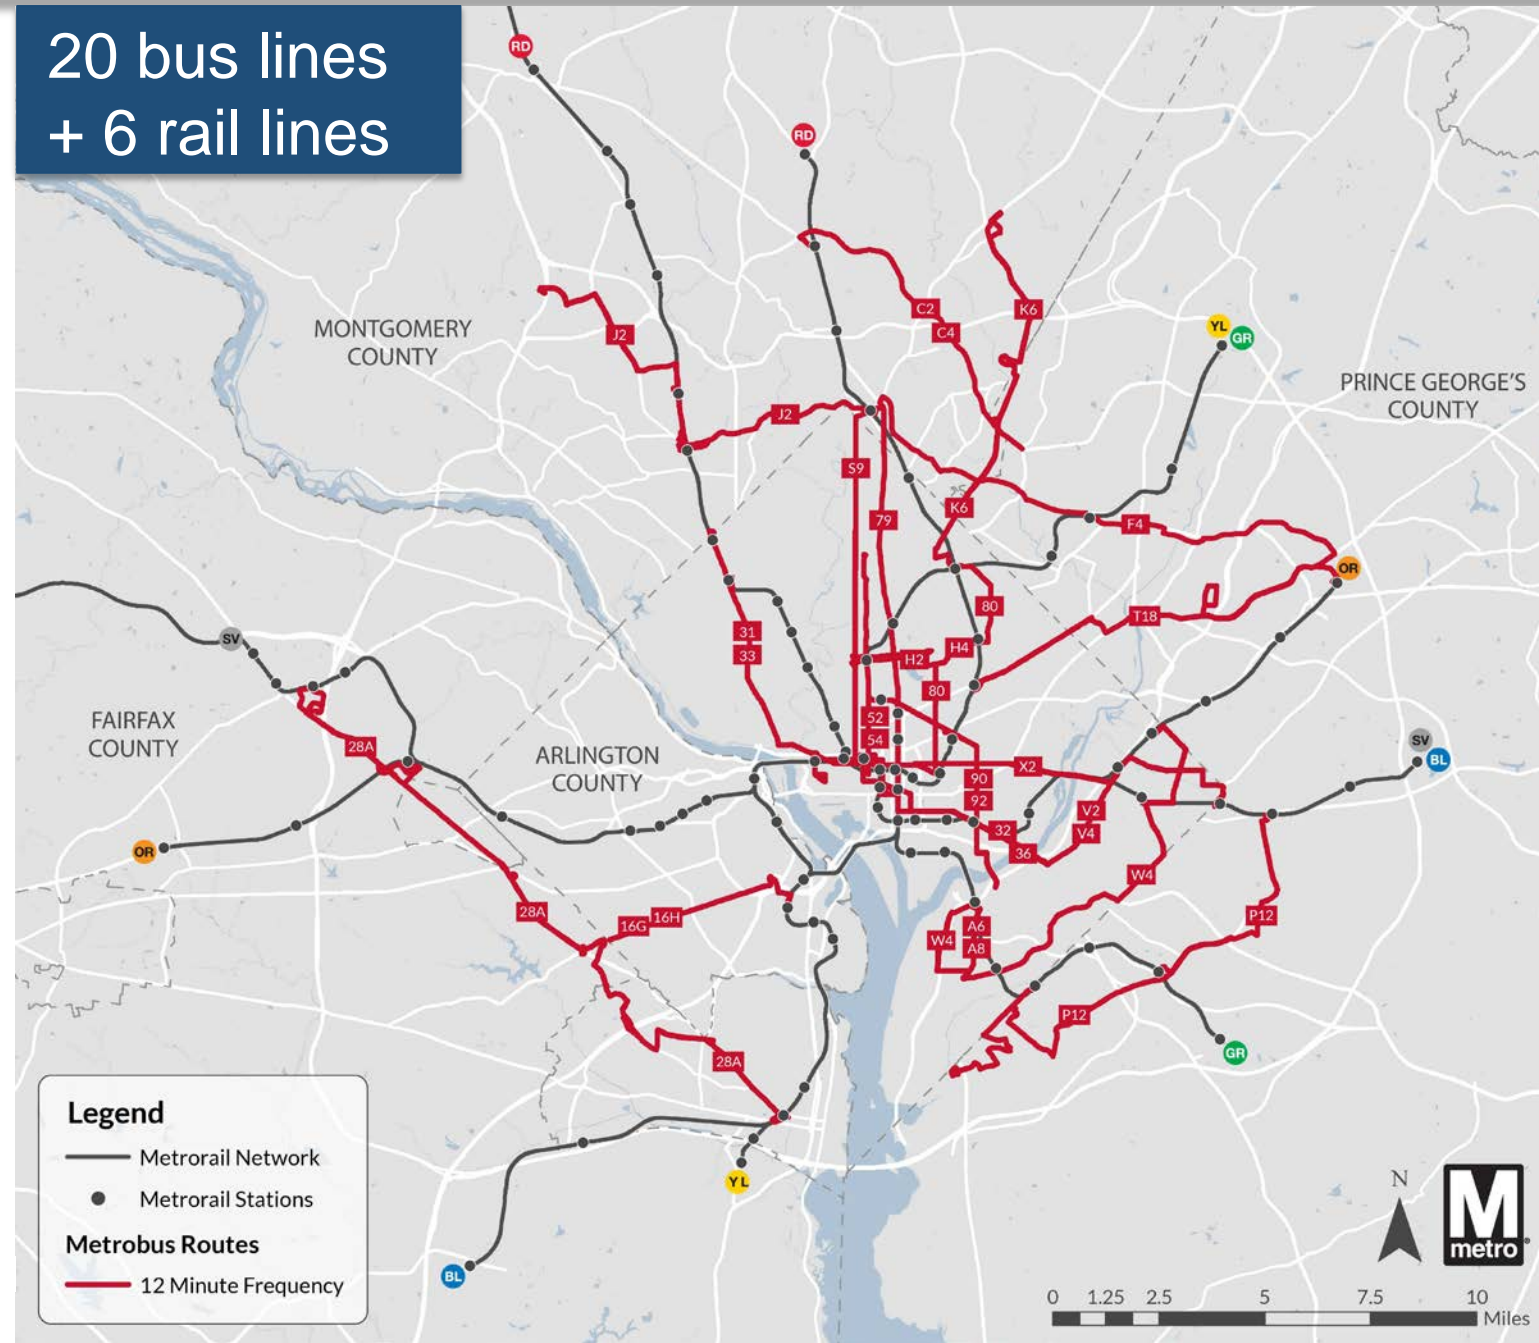 20 bus lines
+ 6 rail lines
RD
RD
C2
K6
J2
C4
YL
GR
MONTGOMERY
COUNTY
PRINCE GEORGE'S
COUNTY
J2
S9
K6
79
F4
OR
80
T18
31
SV
33
H4
H2
80
FAIRFAX
COUNTY
52
54
SV
28A
ARLINGTON
COUNTY
BL
X2
90
92
V2
32
V4
36
OR
W4
28A
16H
16G
P12
A6
W4
A8
P12
GR
28A
Legend
Metrorail Network
Metrorail Stations
Metrobus Routes
12 Minute Frequency
YL
BL
N
M
metro
0 1.25 2.5 5 7.5 10
Miles